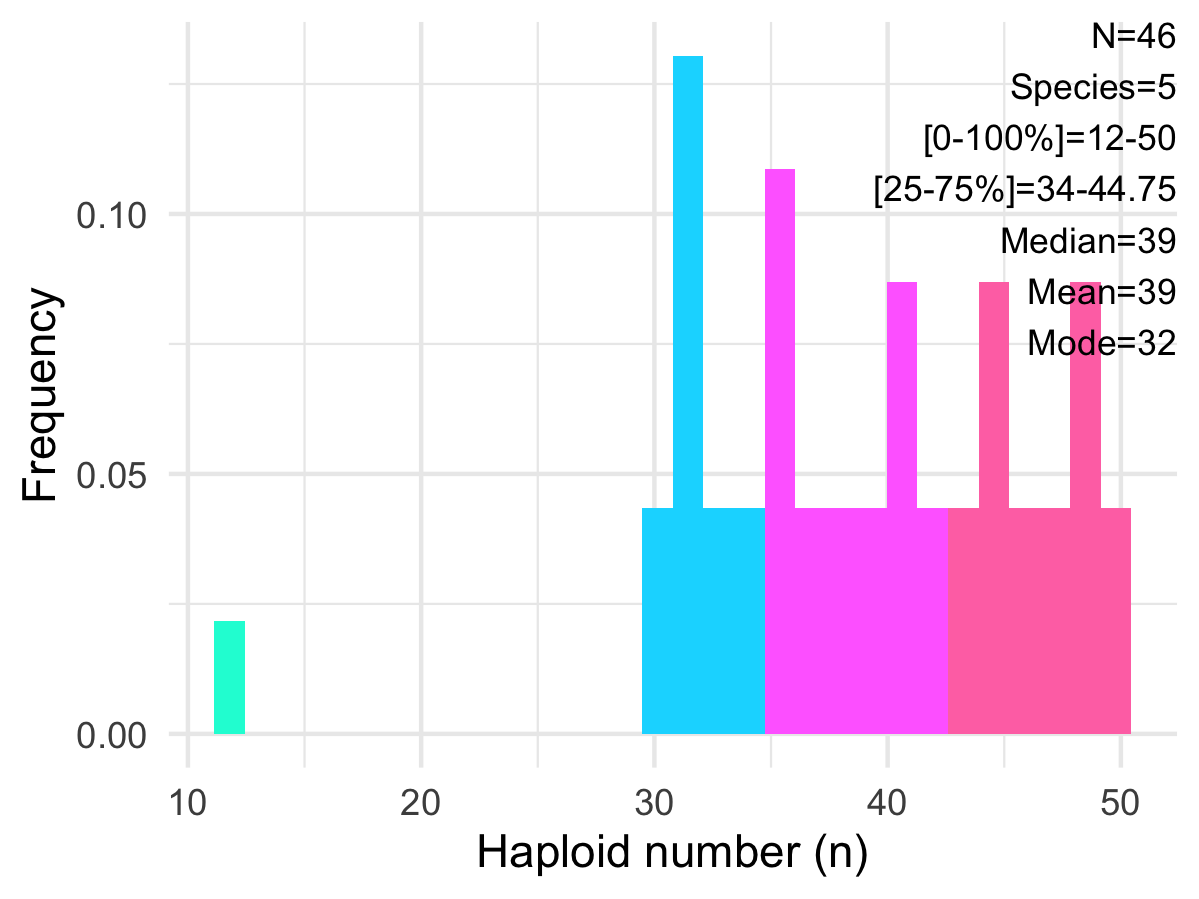 N=46
Species=5
[0-100%]=12-50
[25-75%]=34-44.75
Median=39
Mean=39
Mode=32
Frequency
0.10
0.05
0.00
10 20 30 40 50
Haploid number (n)